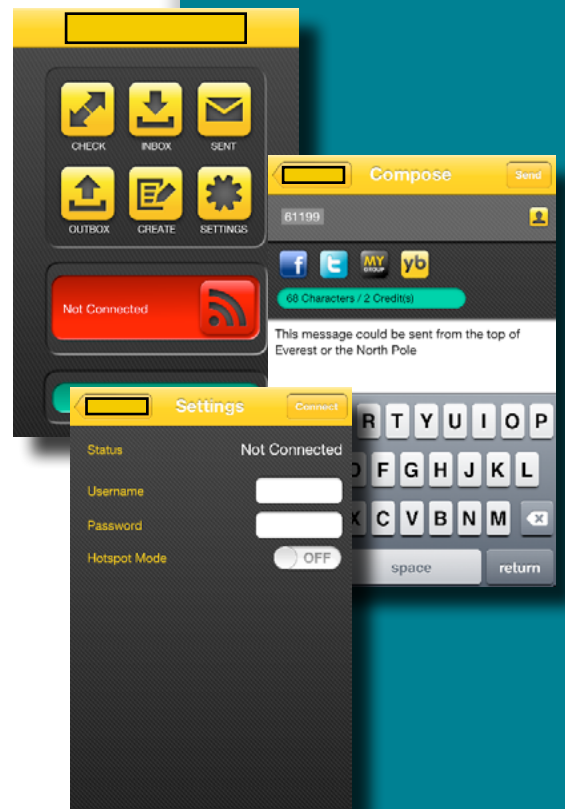 CHECK INBOX SENT
OUTBOX CREATE SETTINGS
Not Connected
Compose Send
61199
f t MY GROUP yb
68 Characters / 2 Credit(s)
This message could be sent from the top of
Everest or the North Pole
R T Y U I O P
D F G H J K L
X C V B N M
space return
Settings Connect
Status Not Connected
Username
Password
Hotspot Mode OFF